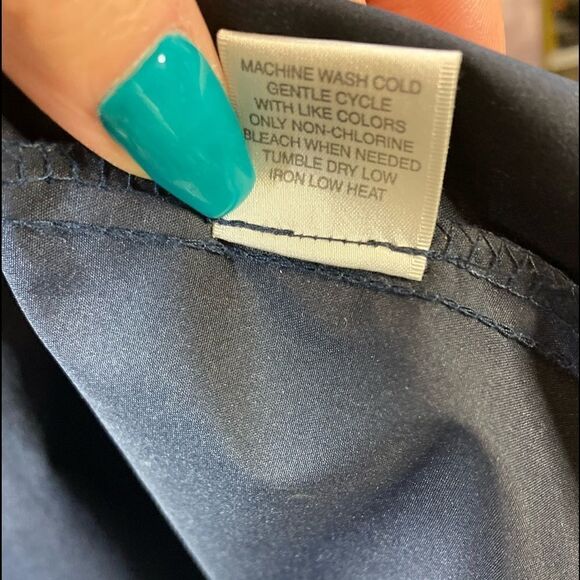 MACHINE WASH COLD
GENTLE CYCLE
WITH LIKE COLORS
ONLY NON-CHLORINE
BLEACH WHEN NEEDED
TUMBLE DRY LOW
IRON LOW HEAT